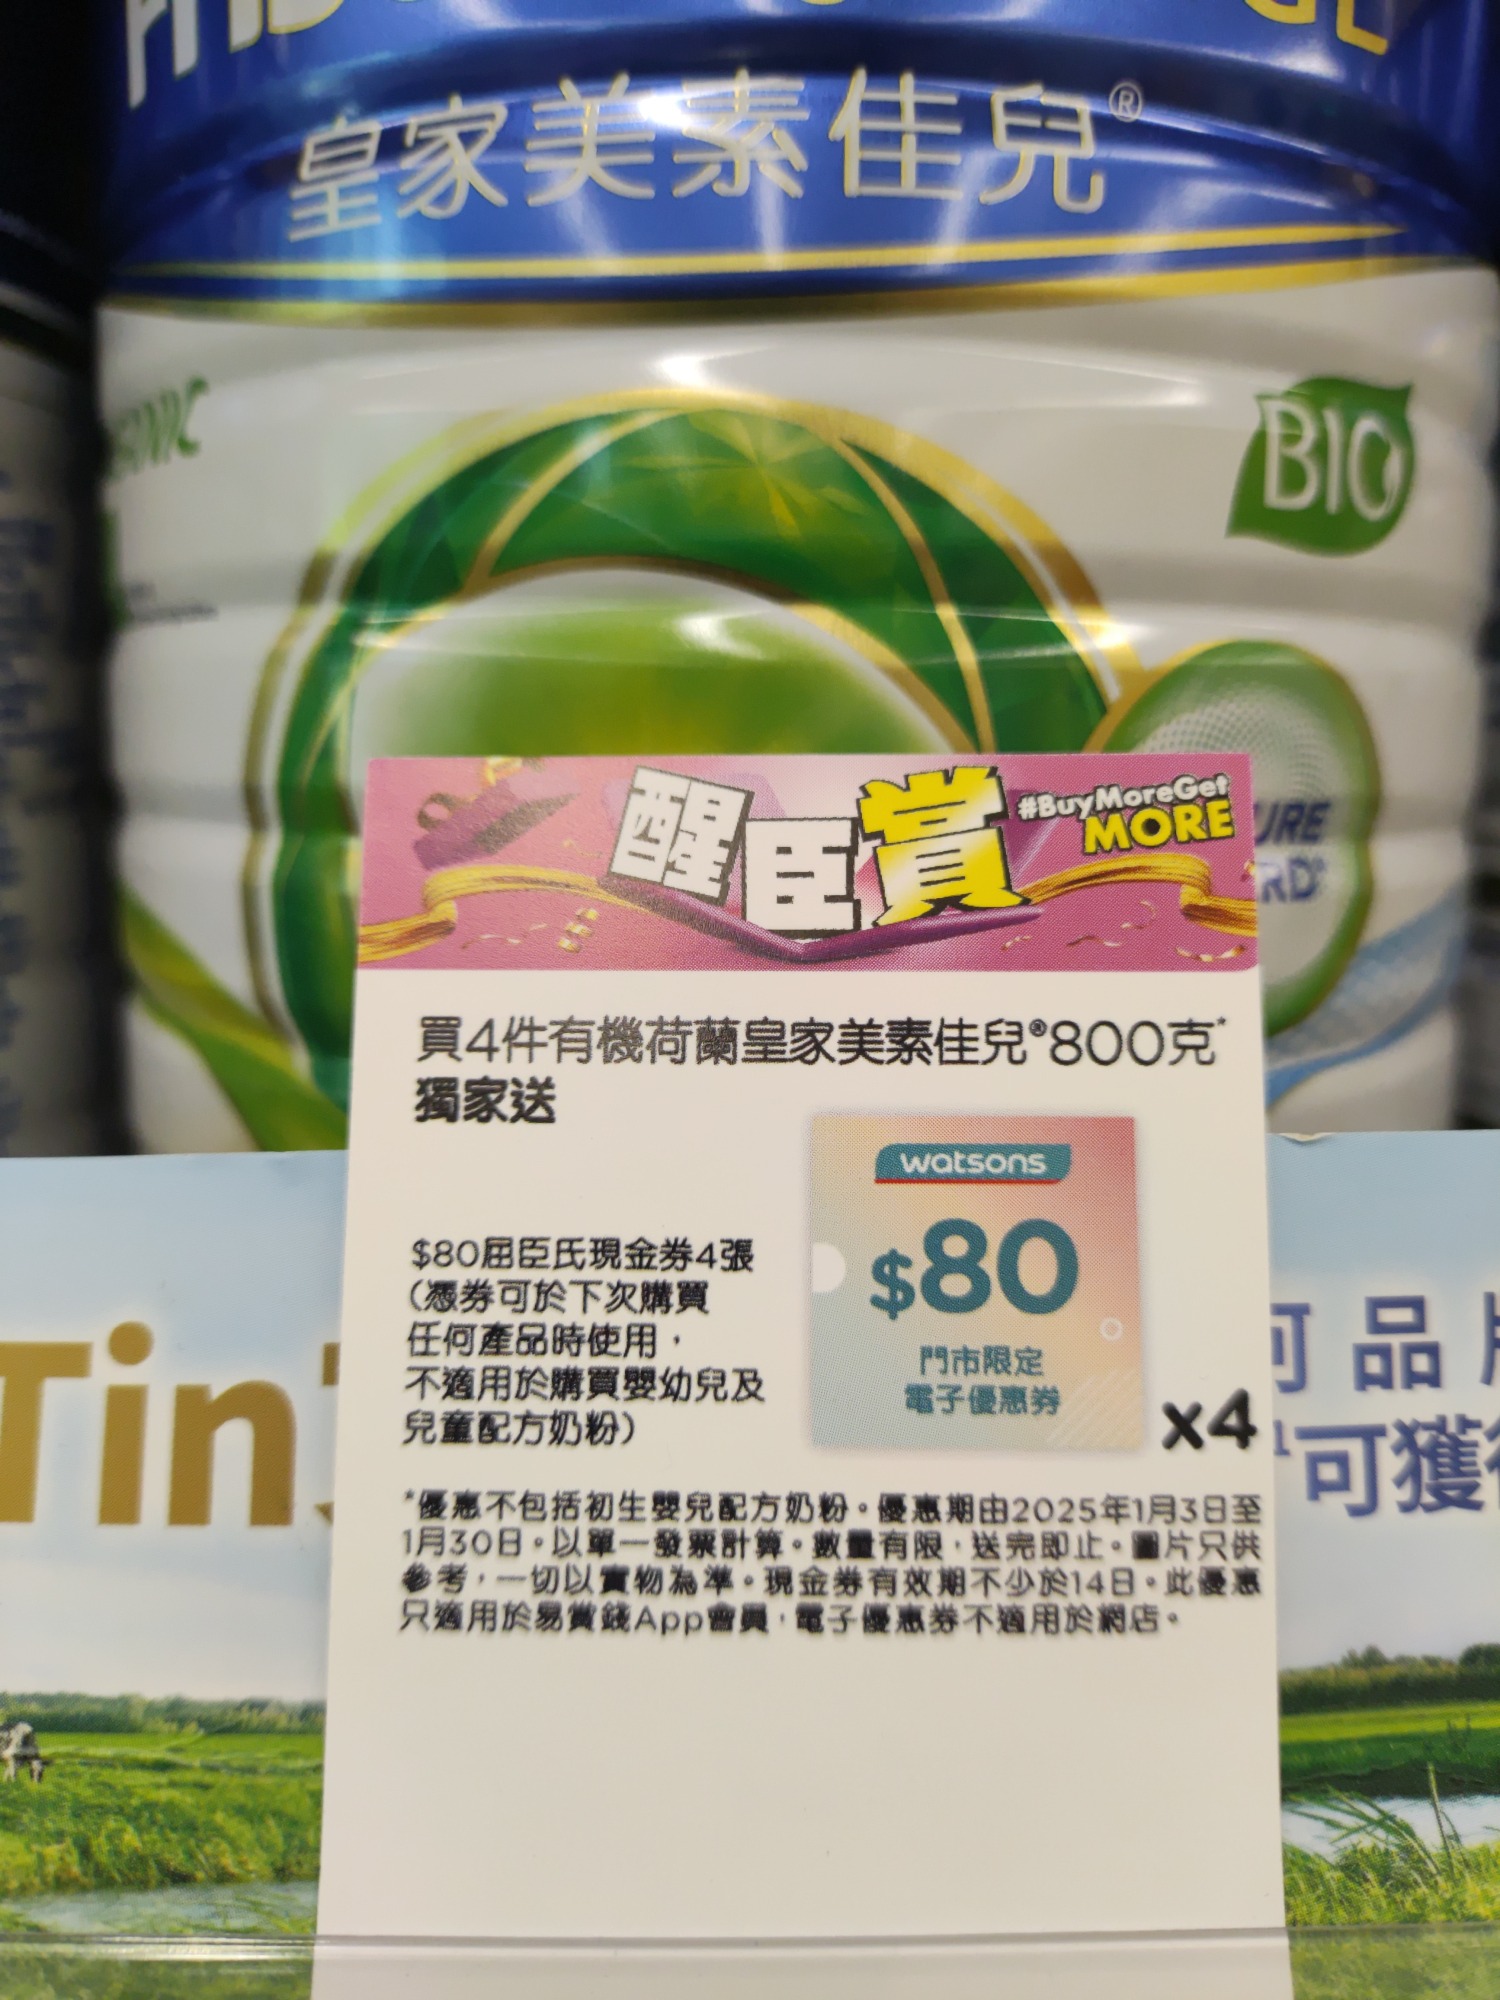 皇家美素佳兒®
BIO
醒臣賞
#BuyMoreGet
MORE
買4件有機荷蘭皇家美素佳兒®800克*
獨家送
$80屈臣氏現金券4張
(憑券可於下次購買
任何產品時使用，
不適用於購買嬰幼兒及
兒童配方奶粉)
watsons
$80
門市限定
電子優惠券
x4
*優惠不包括初生嬰兒配方奶粉。優惠期由2025年1月3日至
1月30日。以單一發票計算。數量有限，送完即止。圖片只供
參考，一切以實物為準。現金券有效期不少於14日。此優惠
只適用於易賞錢App會員，電子優惠券不適用於網店。
Tin
品
可獲